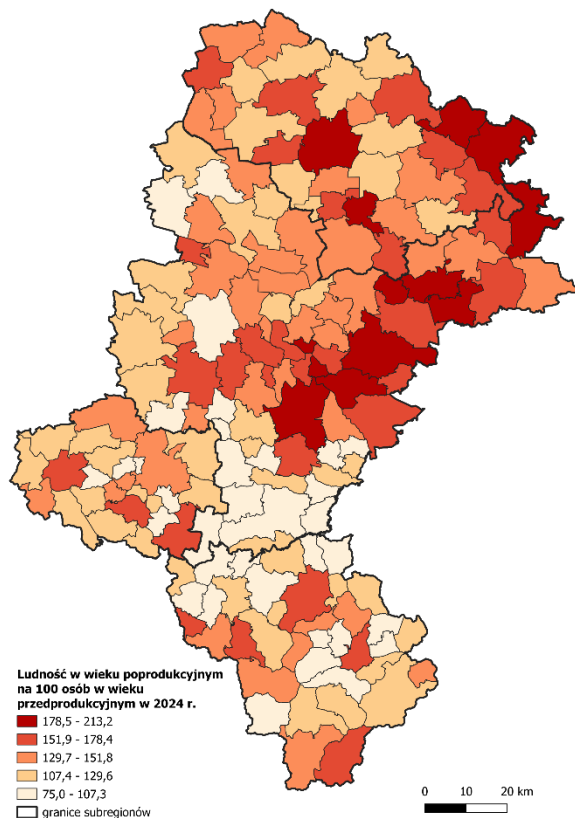 Ludność w wieku poprodukcyjnym
na 100 osób w wieku
przedprodukcyjnym w 2024 r.
178,5 - 213,2
151,9 - 178,4
129,7 - 151,8
107,4 - 129,6
75,0 - 107,3
granice subregionów
0 10 20 km